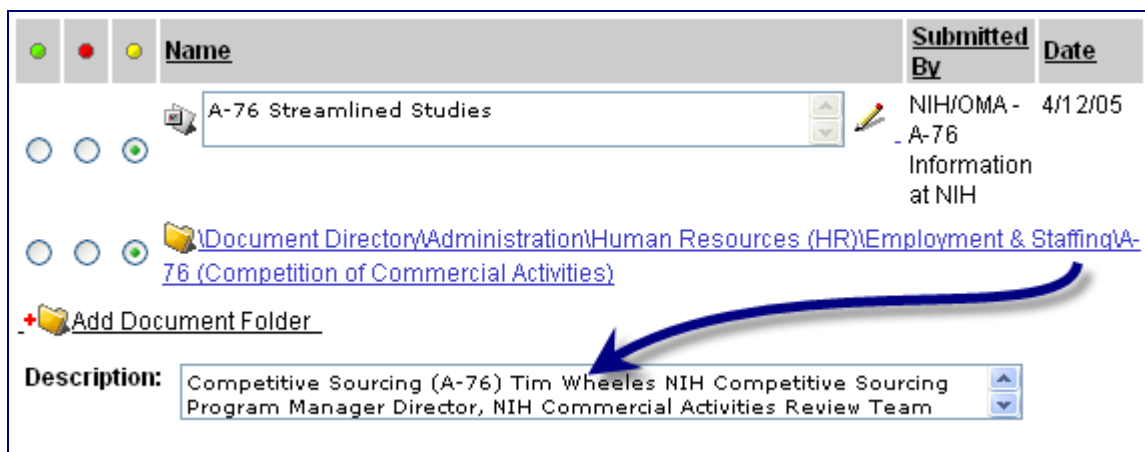 Name Submitted By Date
A-76 Streamlined Studies NIH/OMA - 4/12/05
A-76
Information
at NIH
\Document Directory\Administration\Human Resources (HR)\Employment & Staffing\A-
76 (Competition of Commercial Activities)
Add Document Folder
Description: Competitive Sourcing (A-76) Tim Wheeles NIH Competitive Sourcing
Program Manager Director, NIH Commercial Activities Review Team